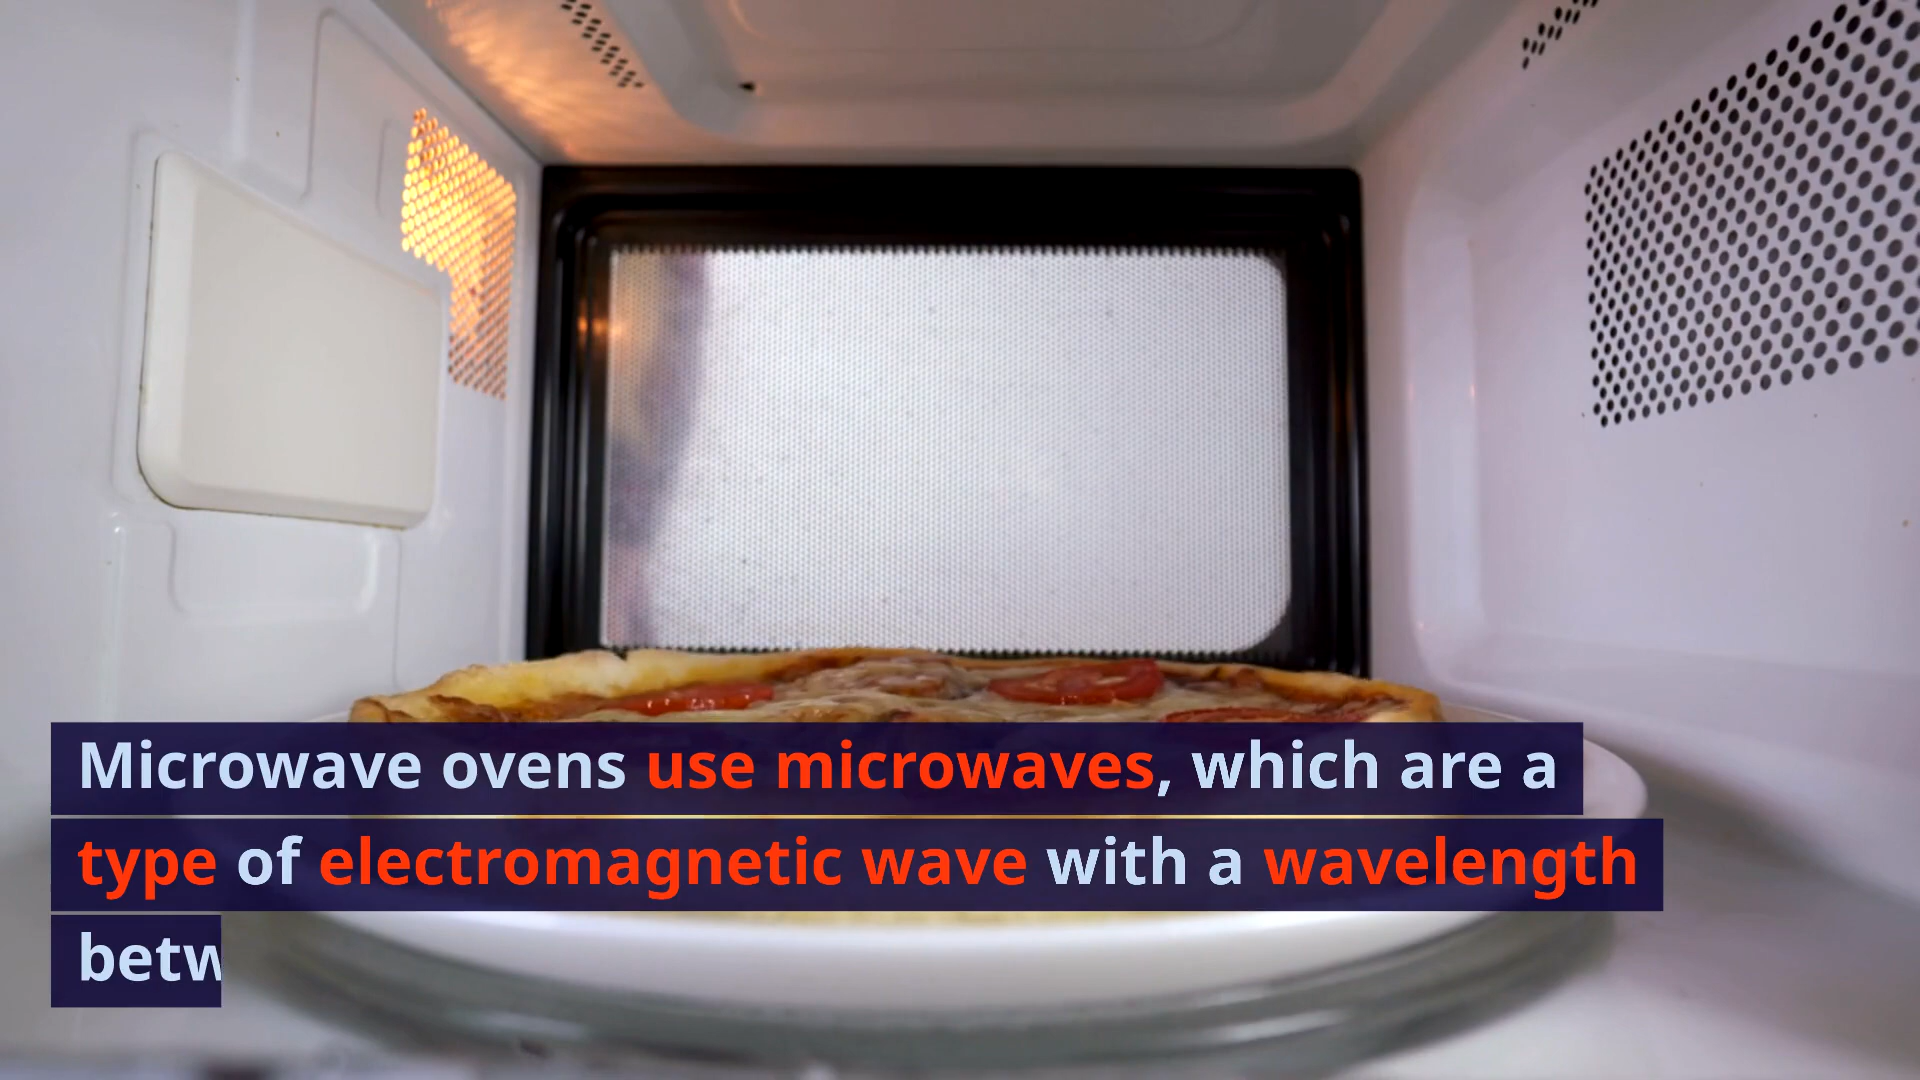 Microwave ovens use microwaves, which are a
type of electromagnetic wave with a wavelength
betw